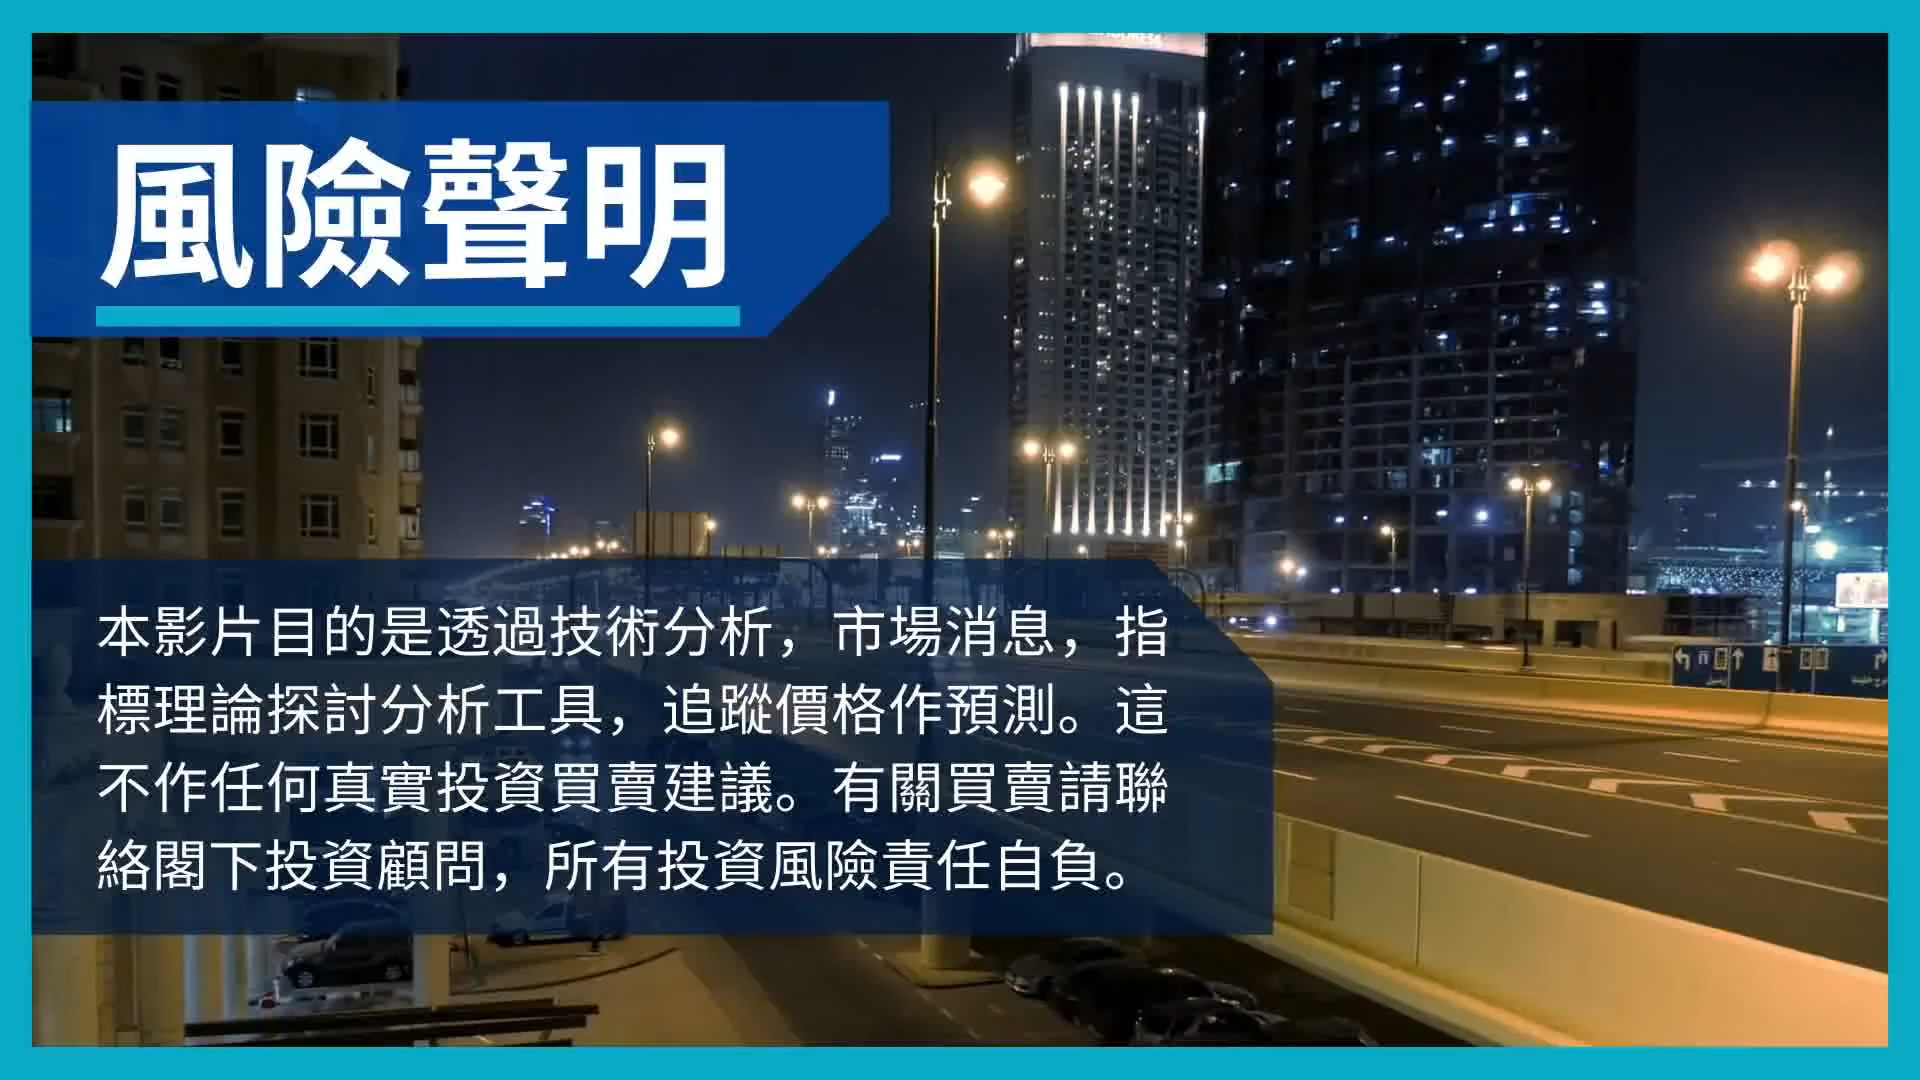 風險聲明
本影片目的是透過技術分析，市場消息，指
標理論探討分析工具，追蹤價格作預測。這
不作任何真實投資買賣建議。有關買賣請聯
絡閣下投資顧問，所有投資風險責任自負。